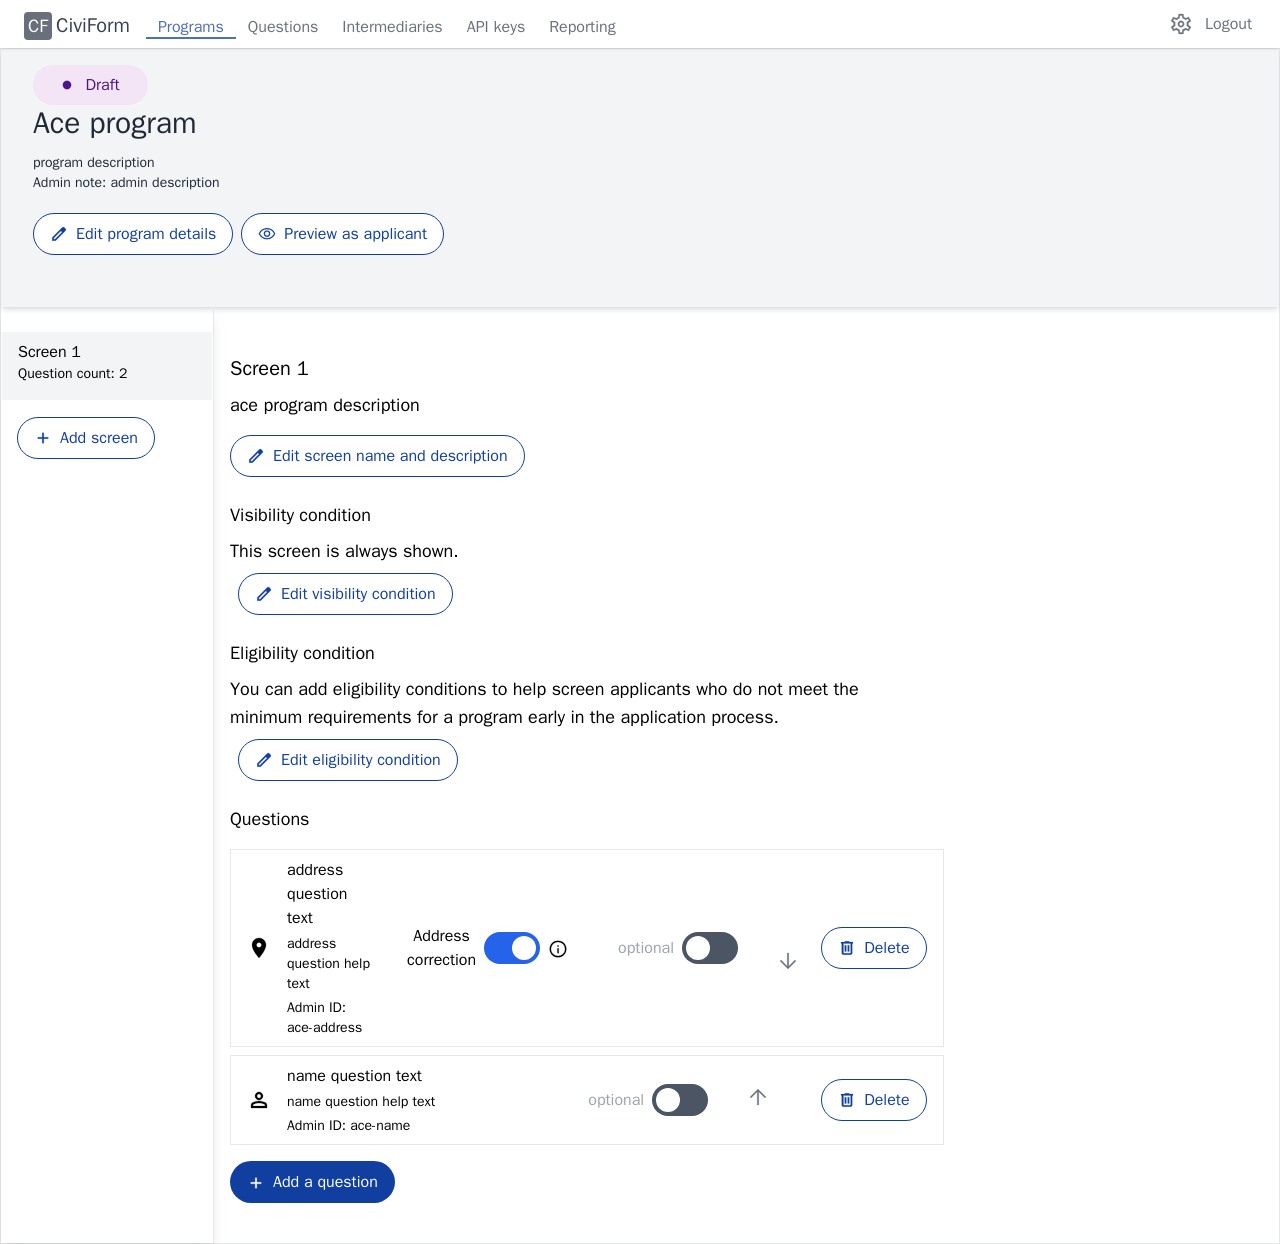 CF CiviForm Programs Questions Intermediaries API keys Reporting Logout
Draft
Ace program
program description
Admin note: admin description
Edit program details Preview as applicant
Screen 1
Question count: 2
Add screen
Screen 1
ace program description
Edit screen name and description
Visibility condition
This screen is always shown.
Edit visibility condition
Eligibility condition
You can add eligibility conditions to help screen applicants who do not meet the
minimum requirements for a program early in the application process.
Edit eligibility condition
Questions
address
question
text
address
question help
text
Admin ID:
ace-address
Address
correction
optional
Delete
name question text
name question help text
Admin ID: ace-name
optional
Delete
Add a question